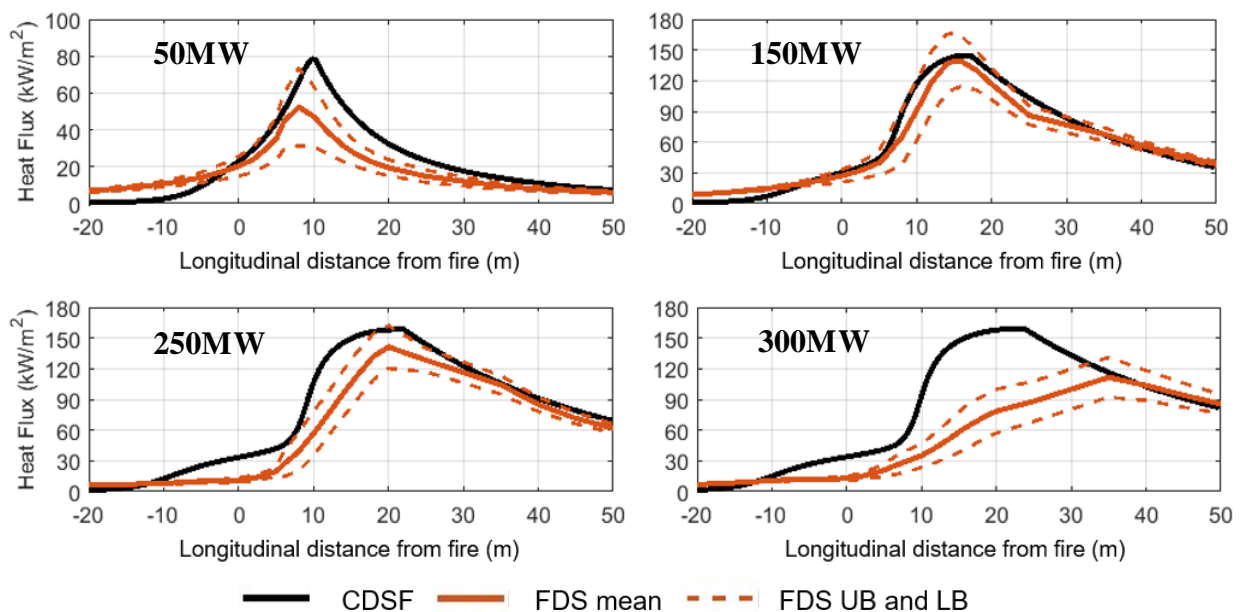 50MW
Heat Flux (kW/m²)
100
80
60
40
20
0
-20 -10 0 10 20 30 40 50
Longitudinal distance from fire (m)
150MW
180
150
120
90
60
30
0
-20 -10 0 10 20 30 40 50
Longitudinal distance from fire (m)
250MW
Heat Flux (kW/m²)
180
150
120
90
60
30
0
-20 -10 0 10 20 30 40 50
Longitudinal distance from fire (m)
300MW
180
150
120
90
60
30
0
-20 -10 0 10 20 30 40 50
Longitudinal distance from fire (m)
CDSF FDS mean FDS UB and LB